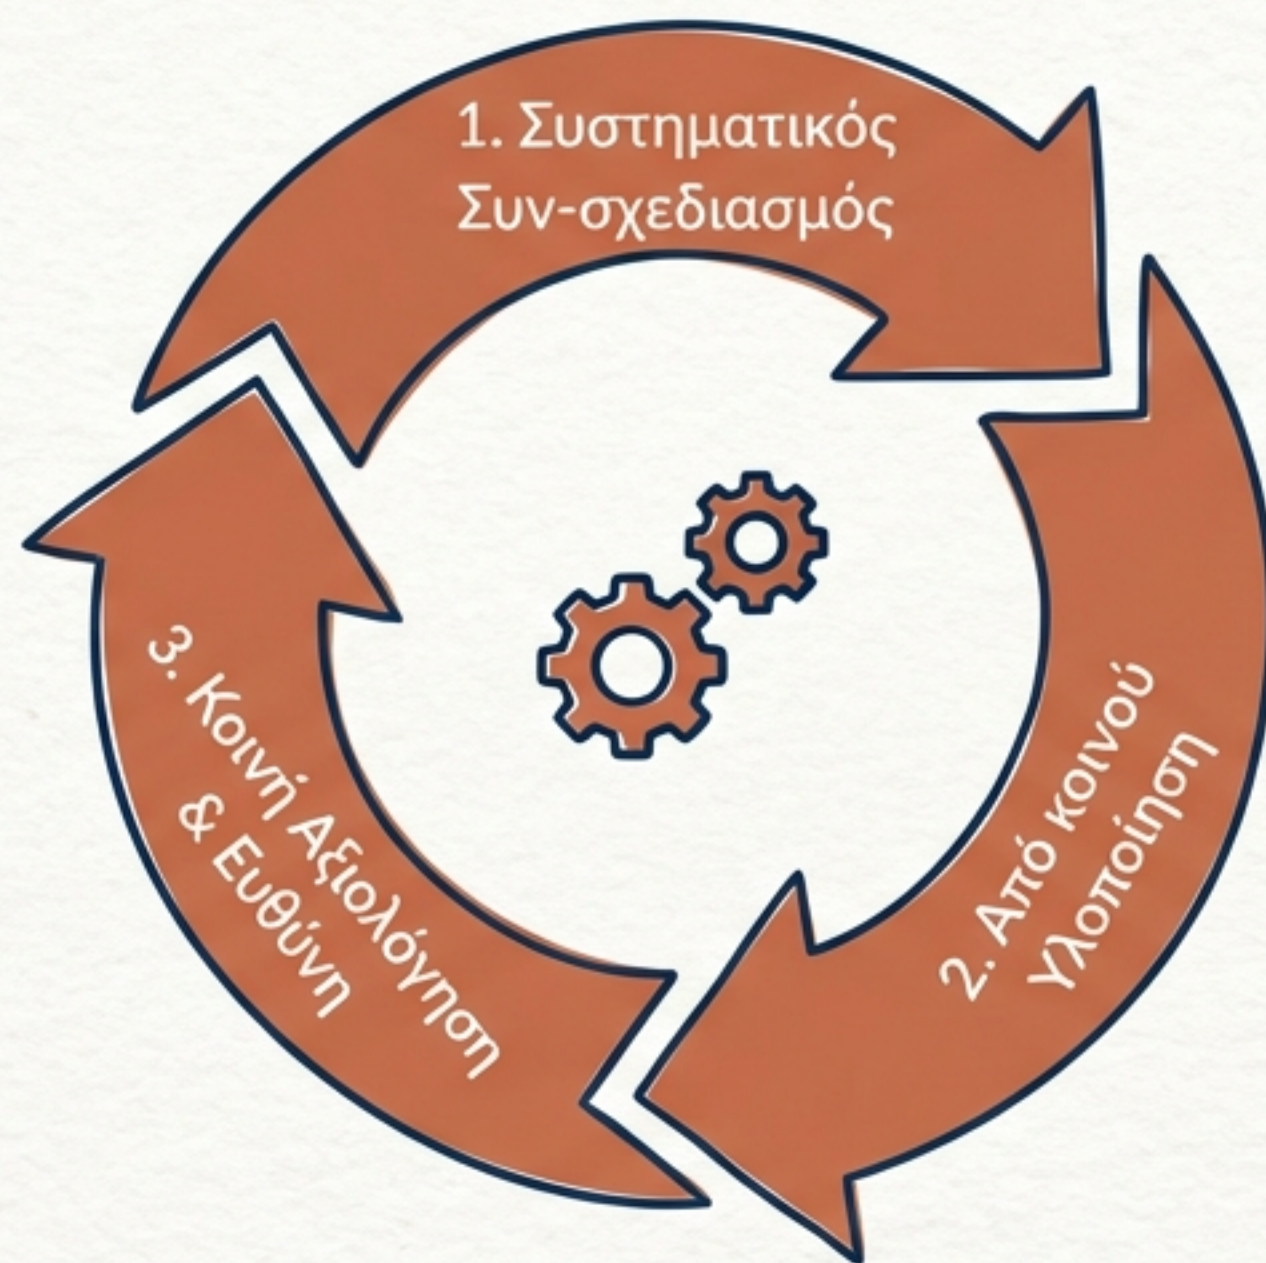 1. Συστηματικός
Συν-σχεδιασμός
2. Από κοινού
Υλοποίηση
3. Κοινή Αξιολόγηση
& Ευθύνη